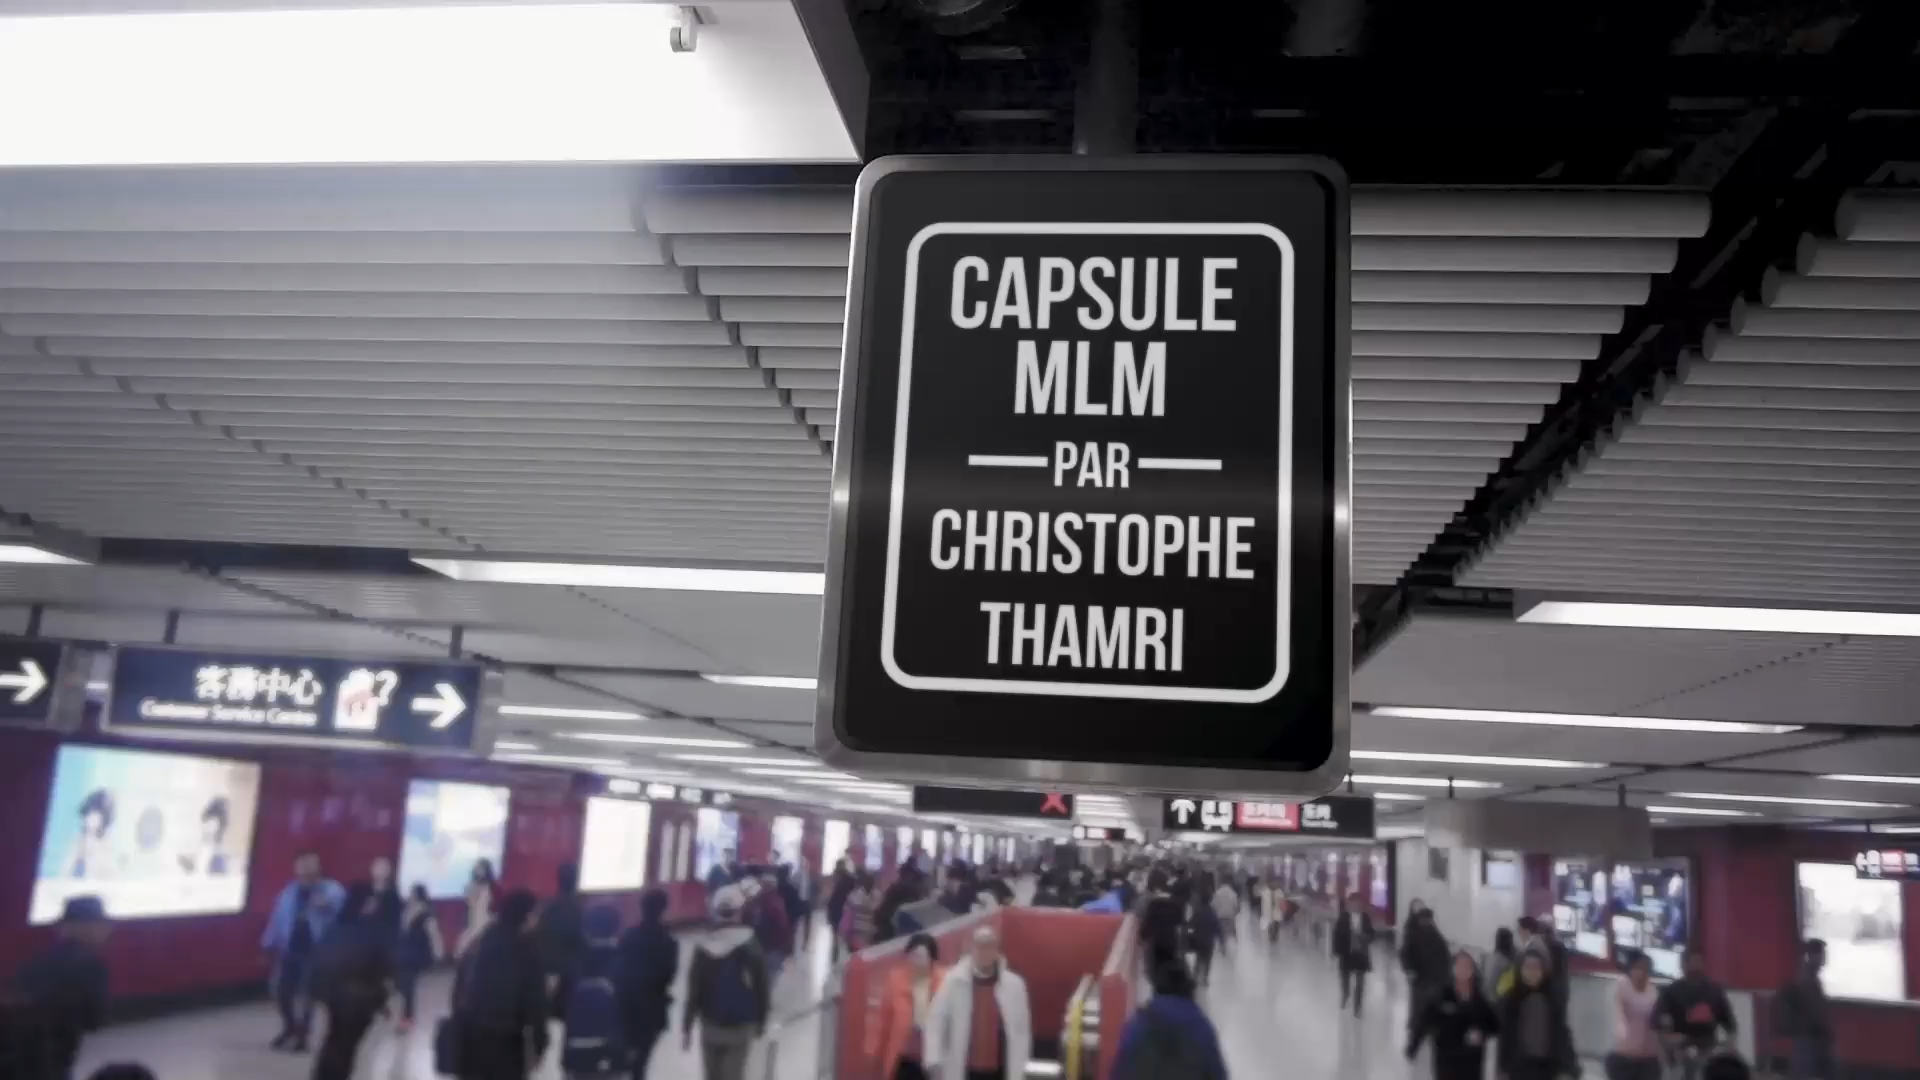 CAPSULE
MLM
PAR
CHRISTOPHE
THAMRI
客務中心
Customer Service Centre
?